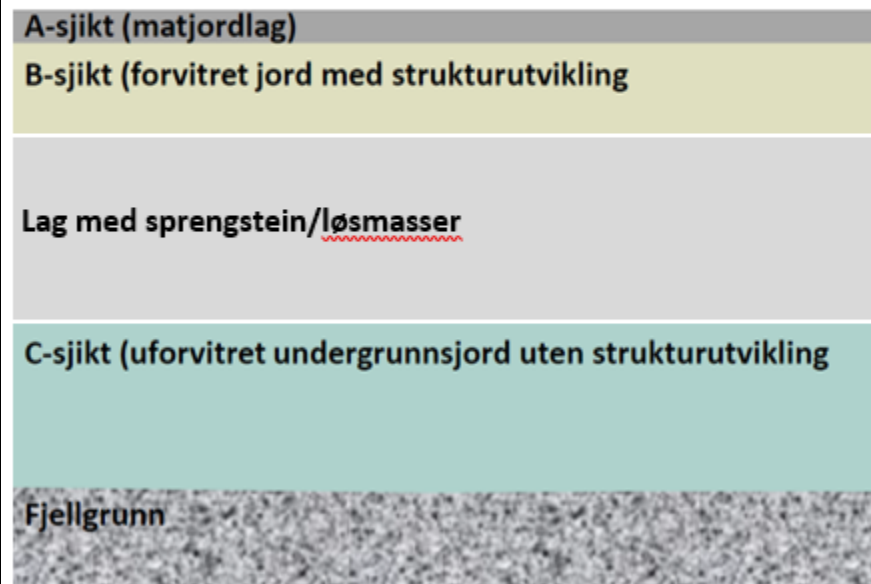 A-sjikt (matjordlag)
B-sjikt (forvitret jord med strukturutvikling
Lag med sprengstein/løsmasser
C-sjikt (uforvitret undergrunnsjord uten strukturutvikling
Fjellgrunn